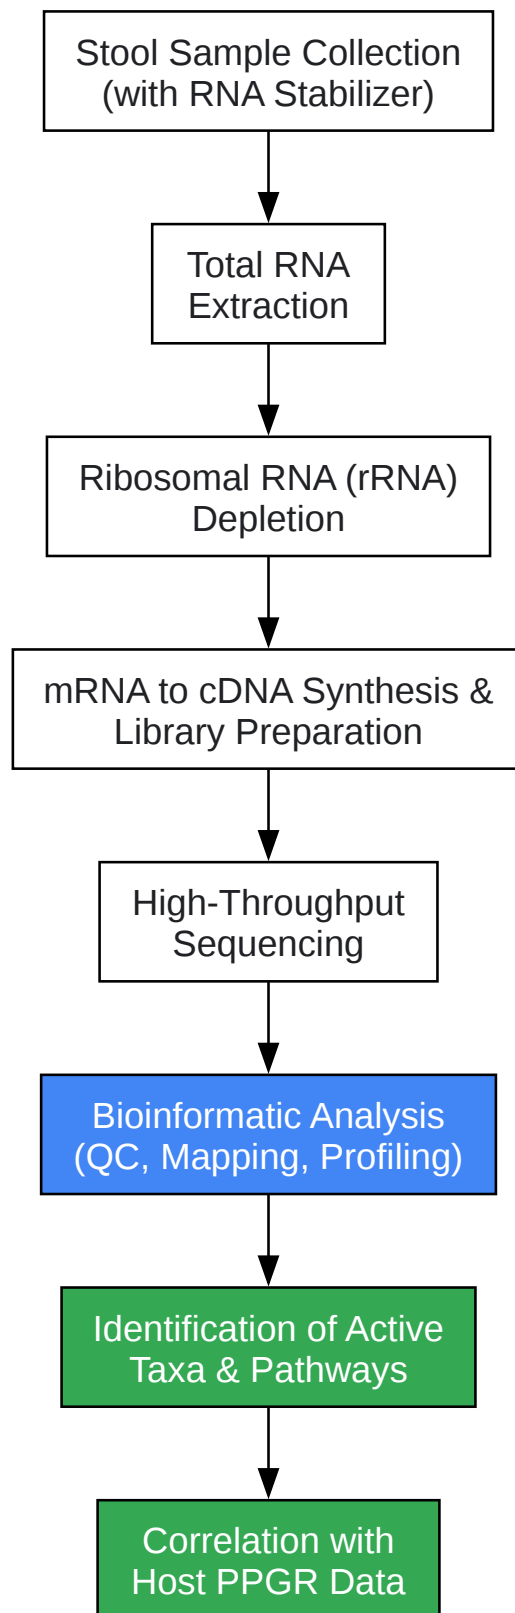 Stool Sample Collection
(with RNA Stabilizer)
Total RNA
Extraction
Ribosomal RNA (rRNA)
Depletion
mRNA to cDNA Synthesis &
Library Preparation
High-Throughput
Sequencing
Bioinformatic Analysis
(QC, Mapping, Profiling)
Identification of Active
Taxa & Pathways
Correlation with
Host PPGR Data